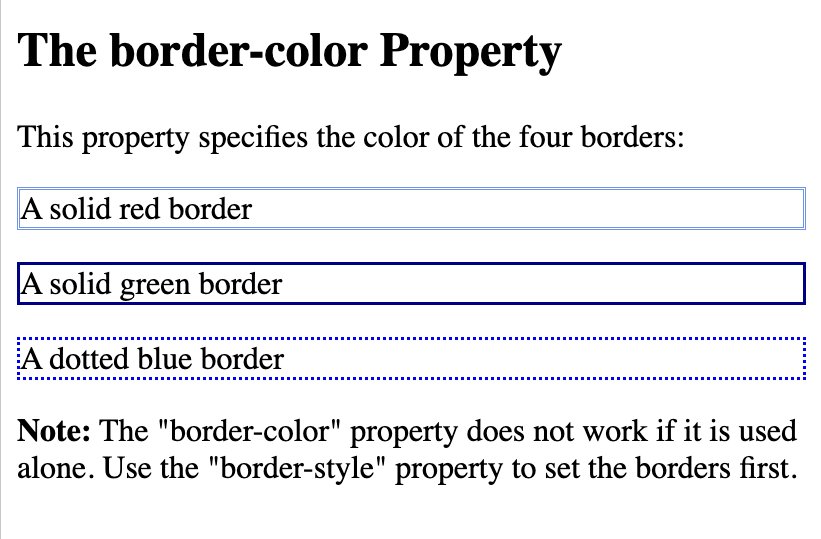 The border-color Property
This property specifies the color of the four borders:
A solid red border
A solid green border
A dotted blue border
Note: The "border-color" property does not work if it is used
alone. Use the "border-style" property to set the borders first.